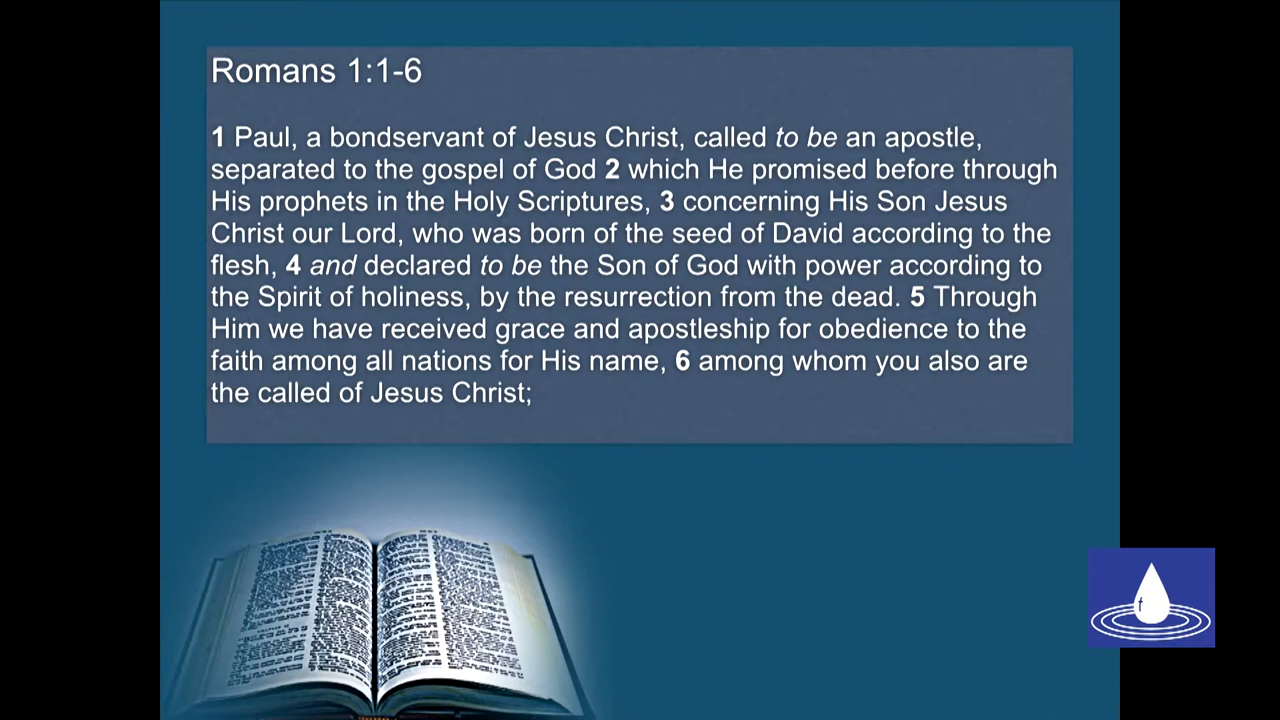 Romans 1:1-6
1 Paul, a bondservant of Jesus Christ, called to be an apostle,
separated to the gospel of God 2 which He promised before through
His prophets in the Holy Scriptures, 3 concerning His Son Jesus
Christ our Lord, who was born of the seed of David according to the
flesh, 4 and declared to be the Son of God with power according to
the Spirit of holiness, by the resurrection from the dead. 5 Through
Him we have received grace and apostleship for obedience to the
faith among all nations for His name, 6 among whom you also are
the called of Jesus Christ;